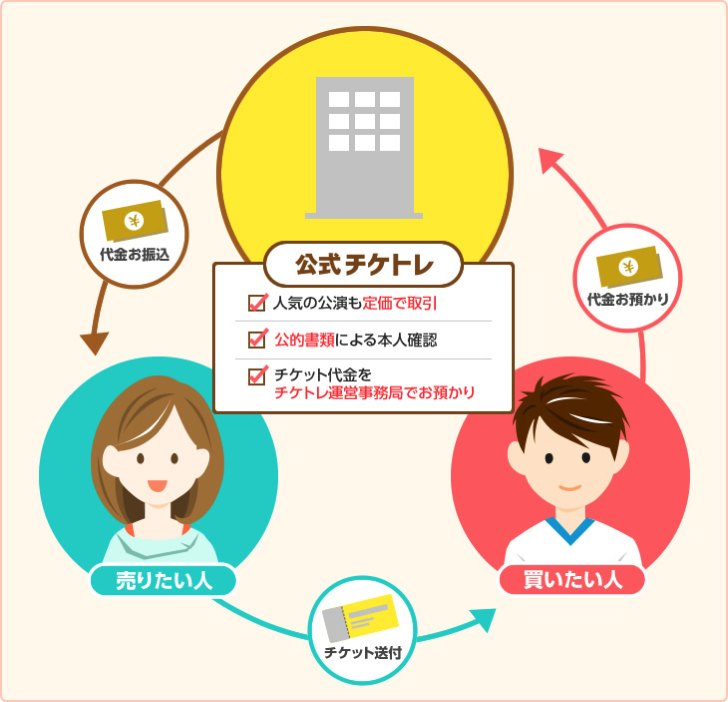 公式チケトレ
人気の公演も定価で取引
公的書類による本人確認
チケット代金を
チケトレ運営事務局でお預かり
代金お振込
代金お預かり
売りたい人
買いたい人
チケット送付